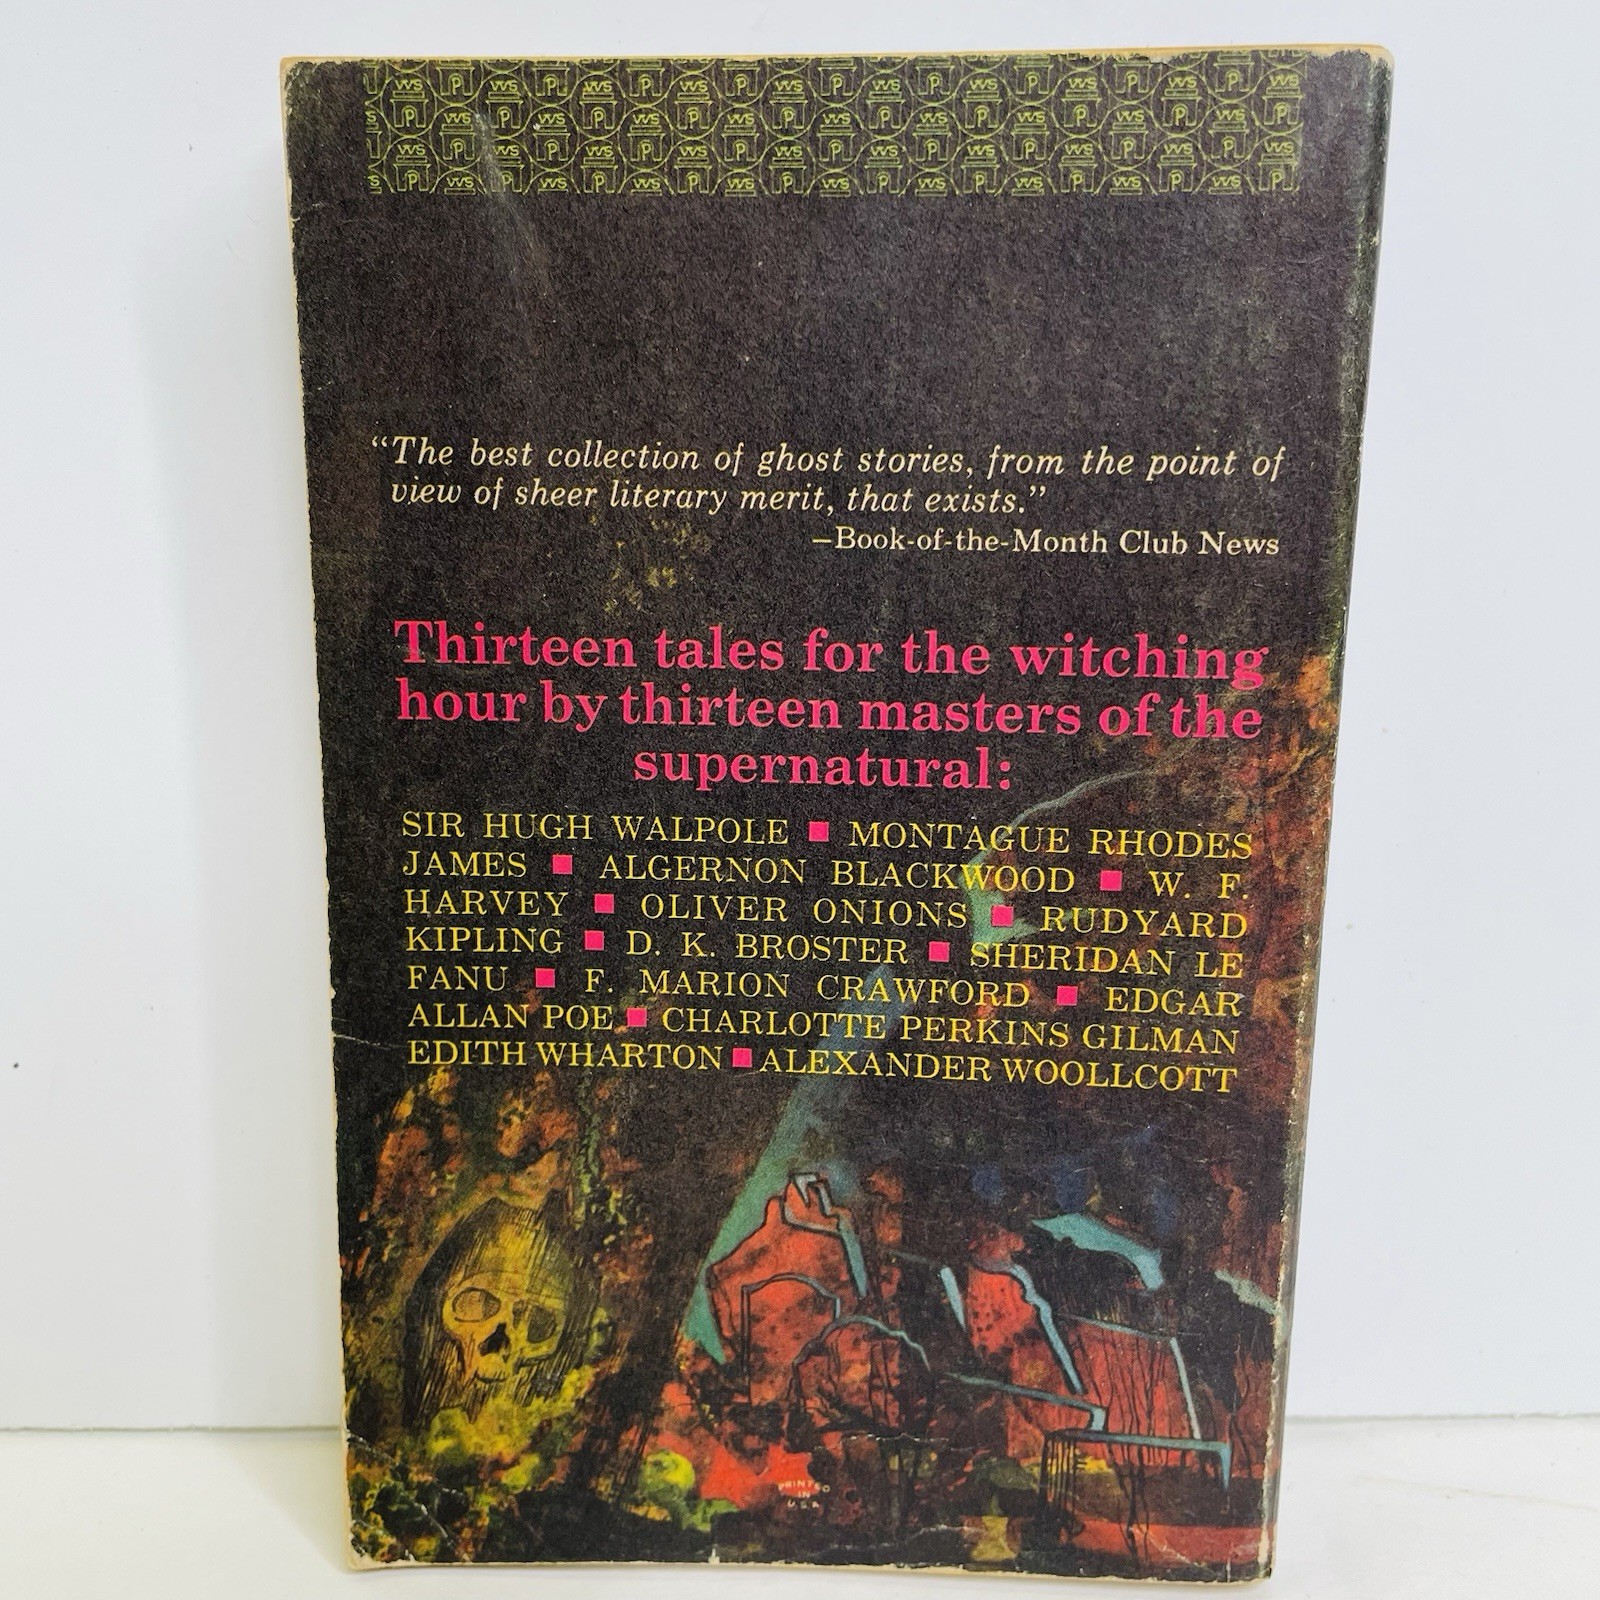 “The best collection of ghost stories, from the point of
view of sheer literary merit, that exists.”
—Book-of-the-Month Club News
Thirteen tales for the witching
hour by thirteen masters of the
supernatural:
SIR HUGH WALPOLE ■ MONTAGUE RHODES
JAMES ■ ALGERNON BLACKWOOD ■ W. F.
HARVEY ■ OLIVER ONIONS ■ RUDYARD
KIPLING ■ D. K. BROSTER ■ SHERIDAN LE
FANU ■ F. MARION CRAWFORD ■ EDGAR
ALLAN POE ■ CHARLOTTE PERKINS GILMAN
EDITH WHARTON ■ ALEXANDER WOOLLCOTT
PRINTED
IN
U.S.A.